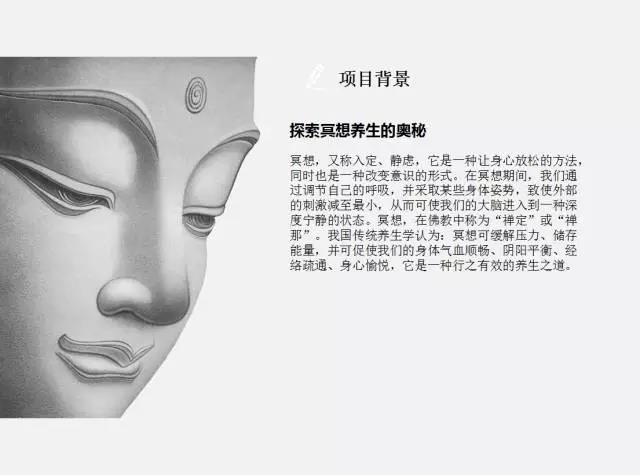 项目背景
探索冥想养生的奥秘
冥想，又称入定、静虑，它是一种让身心放松的方法，
同时也是一种改变意识的形式。在冥想期间，我们通
过调节自己的呼吸，并采取某些身体姿势，致使外部
的刺激减至最小，从而可使我们的大脑进入到一种深
度宁静的状态。冥想，在佛教中称为“禅定”或“禅
那”。我国传统养生学认为：冥想可缓解压力、储存
能量，并可促使我们的身体气血顺畅、阴阳平衡、经
络疏通、身心愉悦，它是一种行之有效的养生之道。